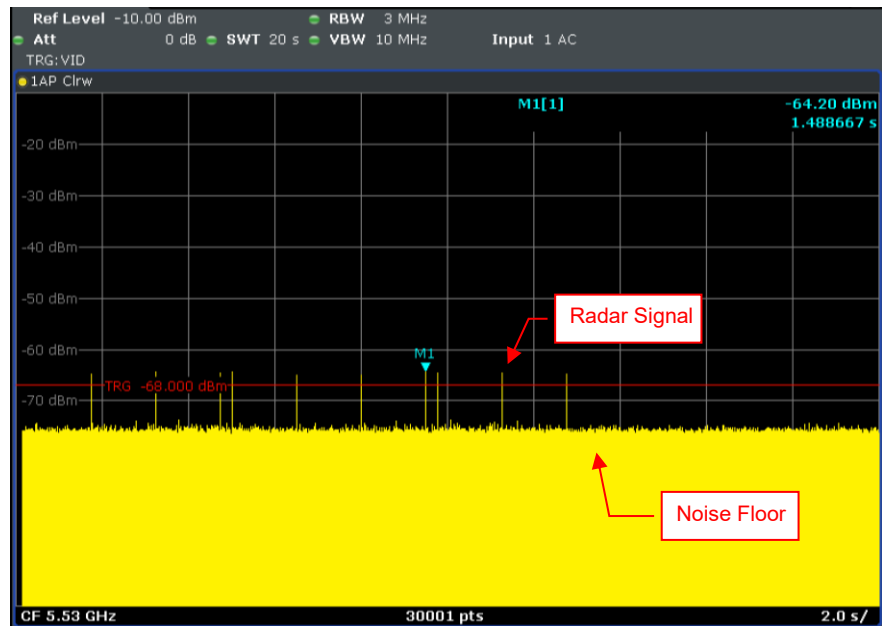 Ref Level -10.00 dBm RBW 3 MHz
Att 0 dB SWT 20 s VBW 10 MHz Input 1 AC
TRG:VID
1AP Clrw
M1[1] -64.20 dBm
1.488667 s
-20 dBm
-30 dBm
-40 dBm
-50 dBm
Radar Signal
-60 dBm
M1
TRG -68.000 dBm
-70 dBm
Noise Floor
CF 5.53 GHz 30001 pts 2.0 s/